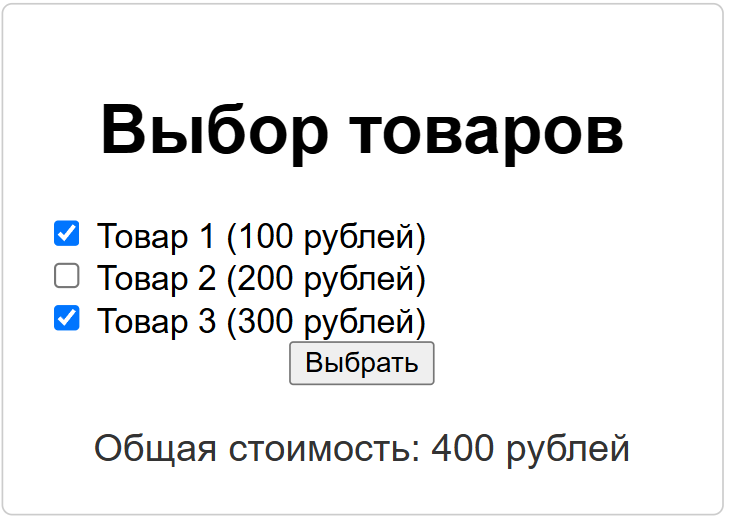 Выбор товаров
Товар 1 (100 рублей)
Товар 2 (200 рублей)
Товар 3 (300 рублей)
Выбрать
Общая стоимость: 400 рублей